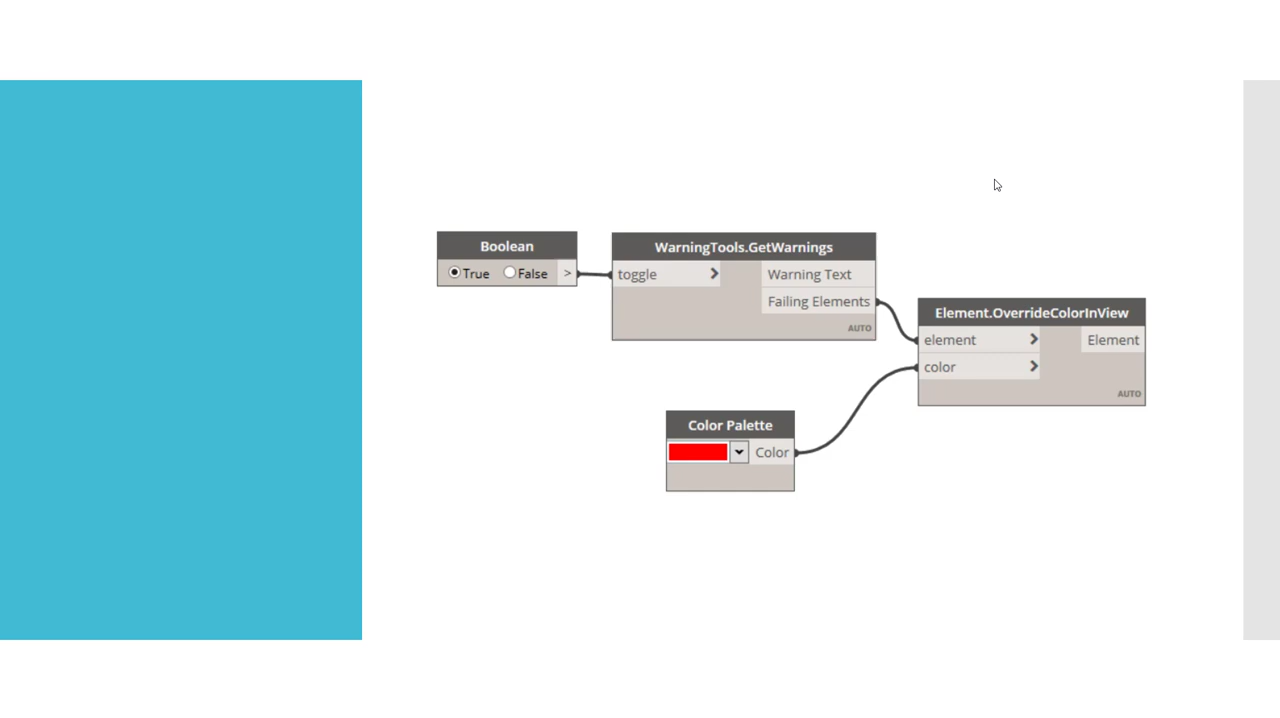 Boolean
True False >
WarningTools.GetWarnings
toggle
Warning Text
Failing Elements
AUTO
Element.OverrideColorInView
element
Element
color
AUTO
Color Palette
Color